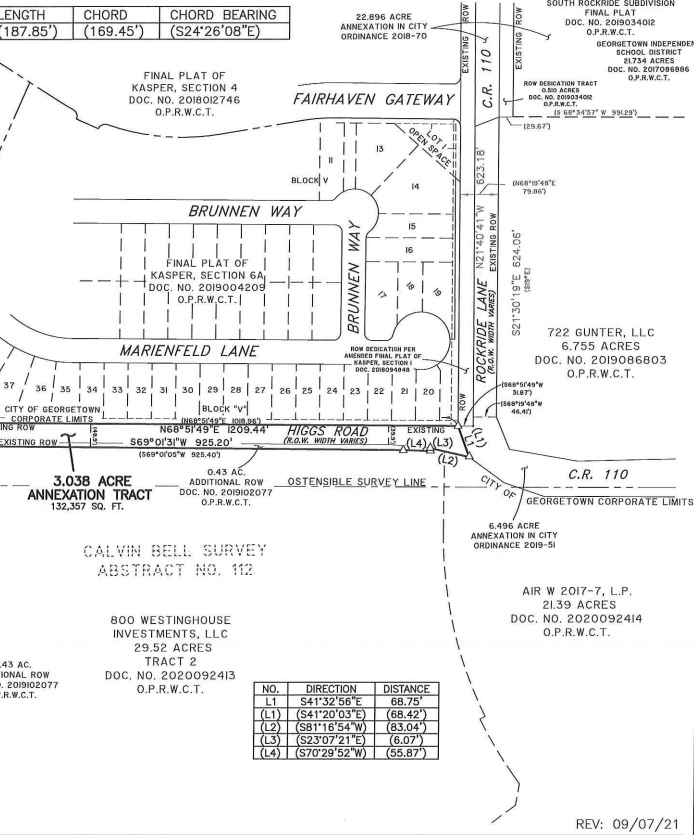 LENGTH CHORD CHORD BEARING
(187.85') (169.45') (S24°26'08"E)
22.896 ACRE
ANNEXATION IN CITY
ORDINANCE 2018-70
EXISTING ROW
C.R. 110
EXISTING ROW
SOUTH ROCKRIDE SUBDIVISION
FINAL PLAT
DOC. NO. 2019034012
O.P.R.W.C.T.
GEORGETOWN INDEPENDEN
SCHOOL DISTRICT
21.734 ACRES
DOC. NO. 2017086886
O.P.R.W.C.T.
ROW DEDICATION TRACT
0.510 ACRES
DOC. NO. 2019034012
O.P.R.W.C.T.
(S 68°34'57" W 991.29')
(29.67')
FINAL PLAT OF
KASPER, SECTION 4
DOC. NO. 2018012746
O.P.R.W.C.T.
FAIRHAVEN GATEWAY
LOT 1
OPEN SPACE
13
11
BLOCK V
14
623.18'
(N68°19'48"E
79.86')
BRUNNEN WAY
15
16
BRUNNEN WAY
FINAL PLAT OF
KASPER, SECTION 6A
DOC. NO. 2019004209
O.P.R.W.C.T.
17
18
19
N21°40'41"W
EXISTING ROW
S21°30'19"E 624.06'
(S19°E)
ROCKRIDE LANE
(R.O.W. WIDTH VARIES)
722 GUNTER, LLC
6.755 ACRES
DOC. NO. 2019086803
O.P.R.W.C.T.
MARIENFELD LANE
ROW DEDICATION PER
AMENDED FINAL PLAT OF
KASPER, SECTION 1
DOC. 2018094848
37 36 35 34 33 32 31 30 29 28 27 26 25 24 23 22 21 20
(S68°51'49"W
31.87')
(S68°19'48"W
46.41')
ROW
CITY OF GEORGETOWN
CORPORATE LIMITS
BLOCK "V"
(N68°51'49"E 1018.96')
ING ROW
N68°51'49"E 1209.44'
HIGGS ROAD
EXISTING
L1
(L1)
EXISTING ROW
S69°01'31"W 925.20'
(R.O.W. WIDTH VARIES)
(L4)
(L3)
(L2)
(S69°01'05"W 925.40')
3.038 ACRE
ANNEXATION TRACT
132,357 SQ. FT.
0.43 AC.
ADDITIONAL ROW
DOC. NO. 2019102077
O.P.R.W.C.T.
OSTENSIBLE SURVEY LINE
C.R. 110
CITY OF
GEORGETOWN CORPORATE LIMITS
6.496 ACRE
ANNEXATION IN CITY
ORDINANCE 2019-51
CALVIN BELL SURVEY
ABSTRACT NO. 112
AIR W 2017-7, L.P.
21.39 ACRES
DOC. NO. 2020092414
O.P.R.W.C.T.
800 WESTINGHOUSE
INVESTMENTS, LLC
29.52 ACRES
TRACT 2
DOC. NO. 2020092413
O.P.R.W.C.T.
.43 AC.
IONAL ROW
. 2019102077
.R.W.C.T.
NO. DIRECTION DISTANCE
L1 S41°32'56"E 68.75'
(L1) (S41°20'03"E) (68.42')
(L2) (S81°16'54"W) (83.04')
(L3) (S23°07'21"E) (6.07')
(L4) (S70°29'52"W) (55.87')
REV: 09/07/21